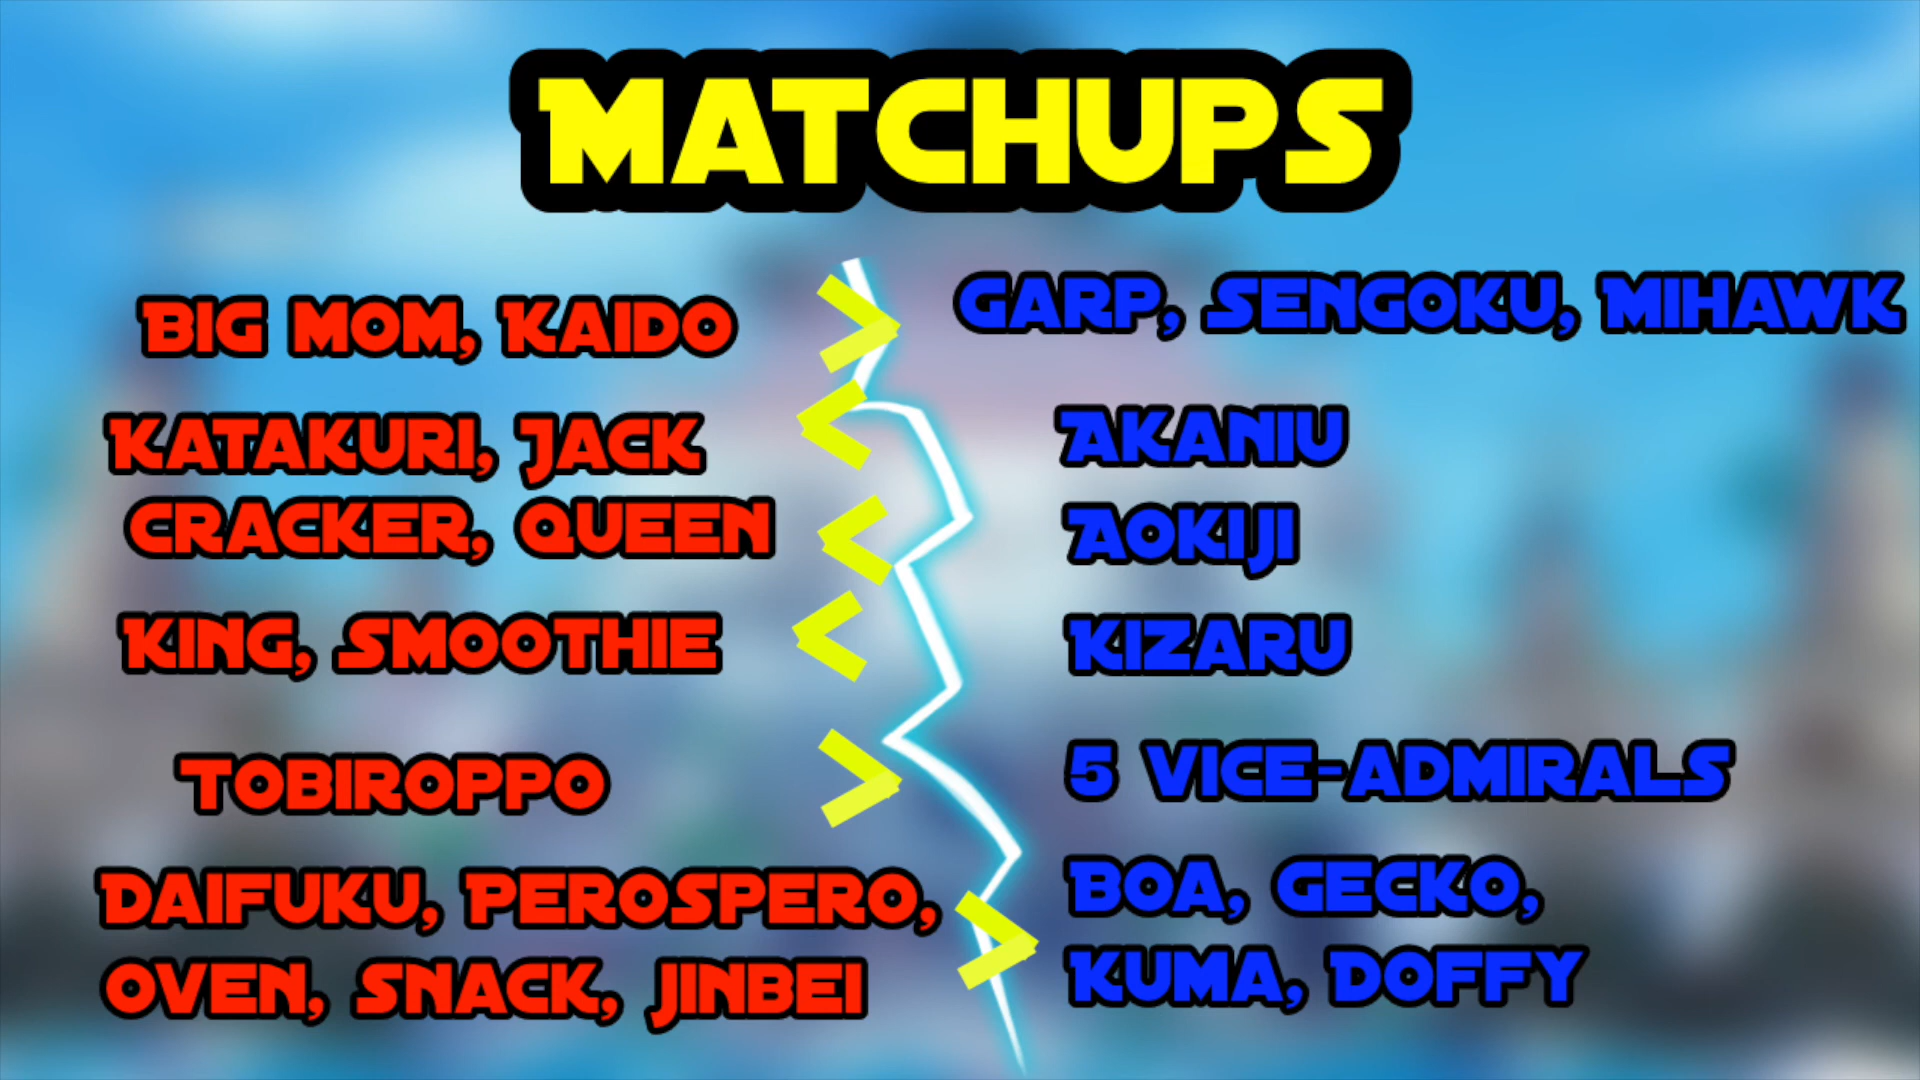 MATCHUPS
BIG MOM, KAIDO > GARP, SENGOKU, MIHAWK
KATAKURI, JACK < AKANIU
CRACKER, QUEEN < AOKIJI
KING, SMOOTHIE < KIZARU
TOBIROPPO > 5 VICE-ADMIRALS
DAIFUKU, PEROSPERO, > BOA, GECKO,
OVEN, SNACK, JINBEI KUMA, DOFFY